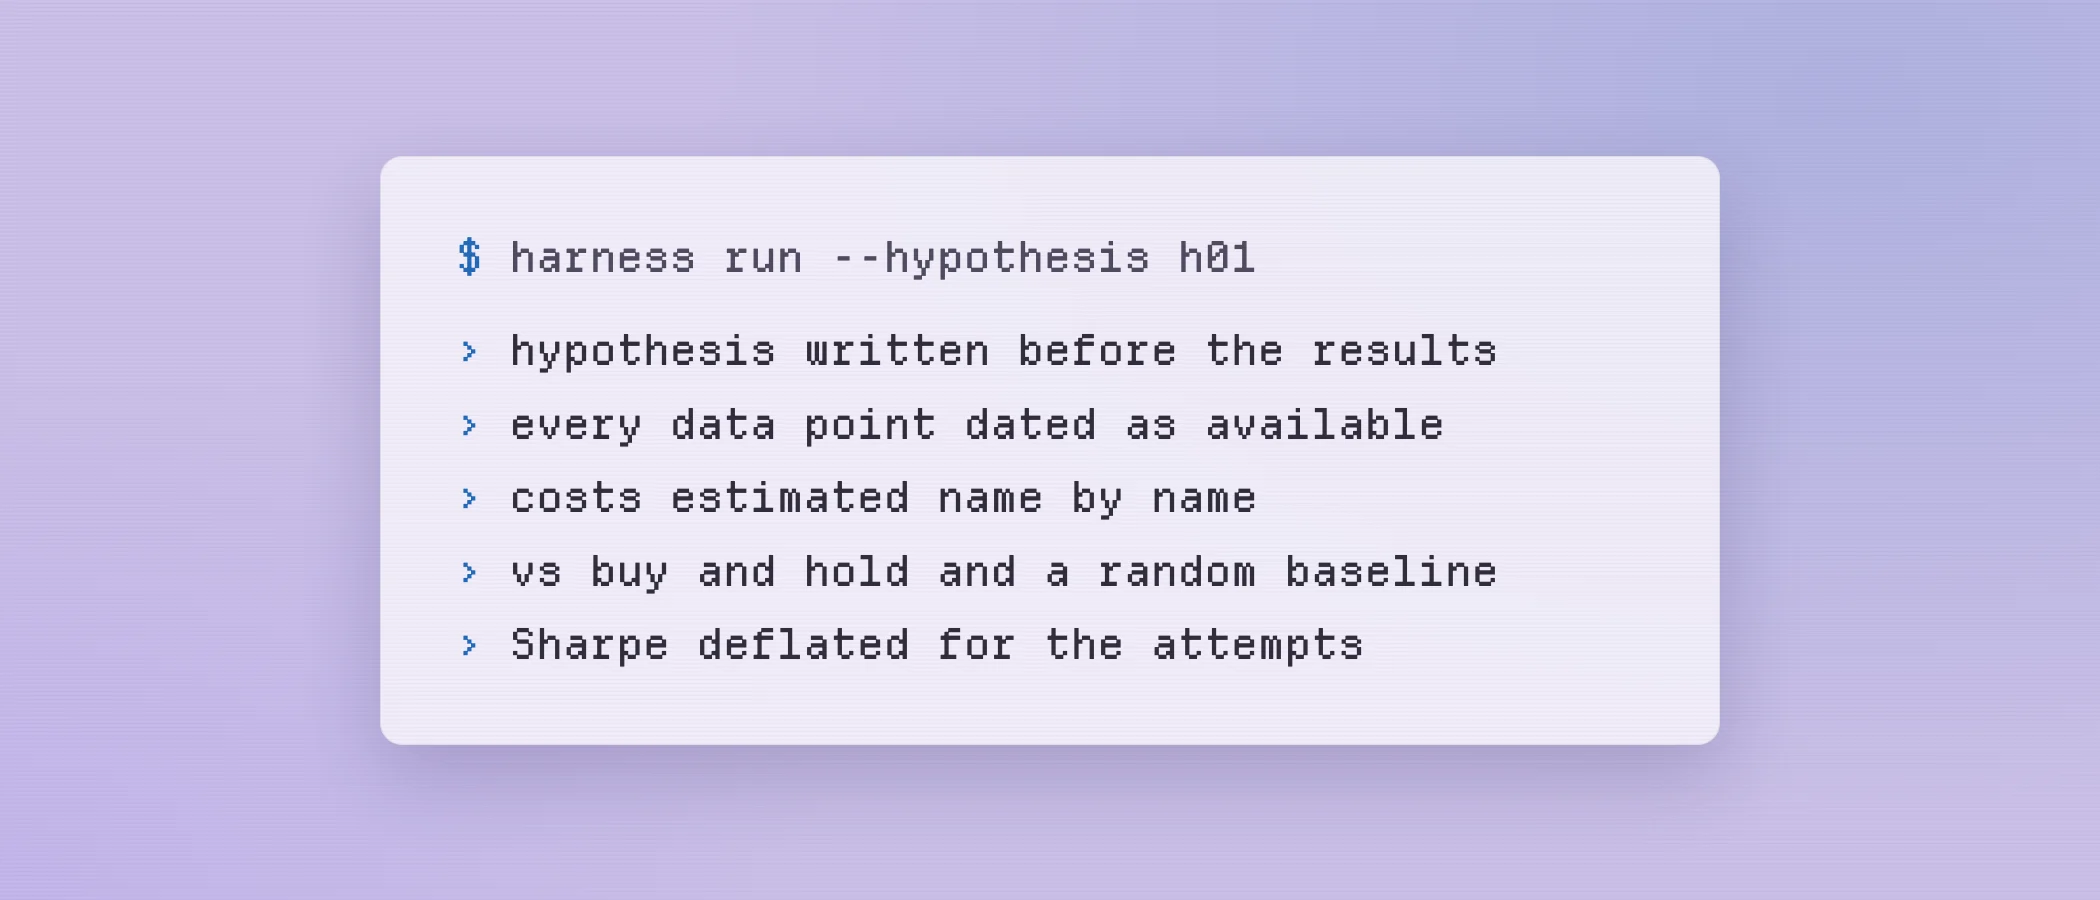 $ harness run --hypothesis h01
› hypothesis written before the results
› every data point dated as available
› costs estimated name by name
› vs buy and hold and a random baseline
› Sharpe deflated for the attempts